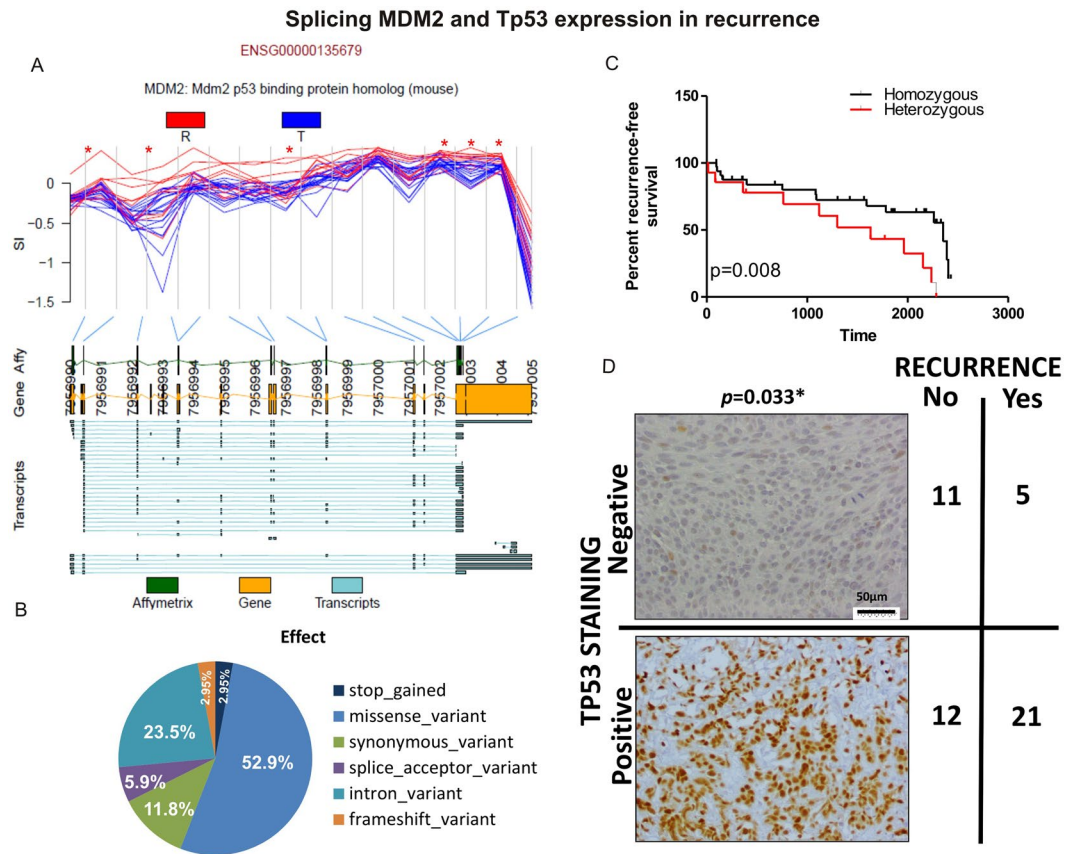 Splicing MDM2 and Tp53 expression in recurrence
A
ENSG00000135679
MDM2: Mdm2 p53 binding protein homolog (mouse)
R
T
* * * * * *
SI
0
−0.5
−1
−1.5
Affy
Gene
Transcripts
7956990
7956991
7956992
7956993
7956994
7956995
7956996
7956997
7956998
7956999
7957000
7957001
7957002
Affymetrix
Gene
Transcripts
B
Effect
2.95%
2.95%
52.9%
11.8%
5.9%
23.5%
stop_gained
missense_variant
synonymous_variant
splice_acceptor_variant
intron_variant
frameshift_variant
C
Homozygous
Heterozygous
Percent recurrence-free
survival
150
100
50
0
p=0.008
0
1000
2000
3000
Time
D
RECURRENCE
No
Yes
p=0.033*
TP53 STAINING
Negative
11
5
50µm
Positive
12
21